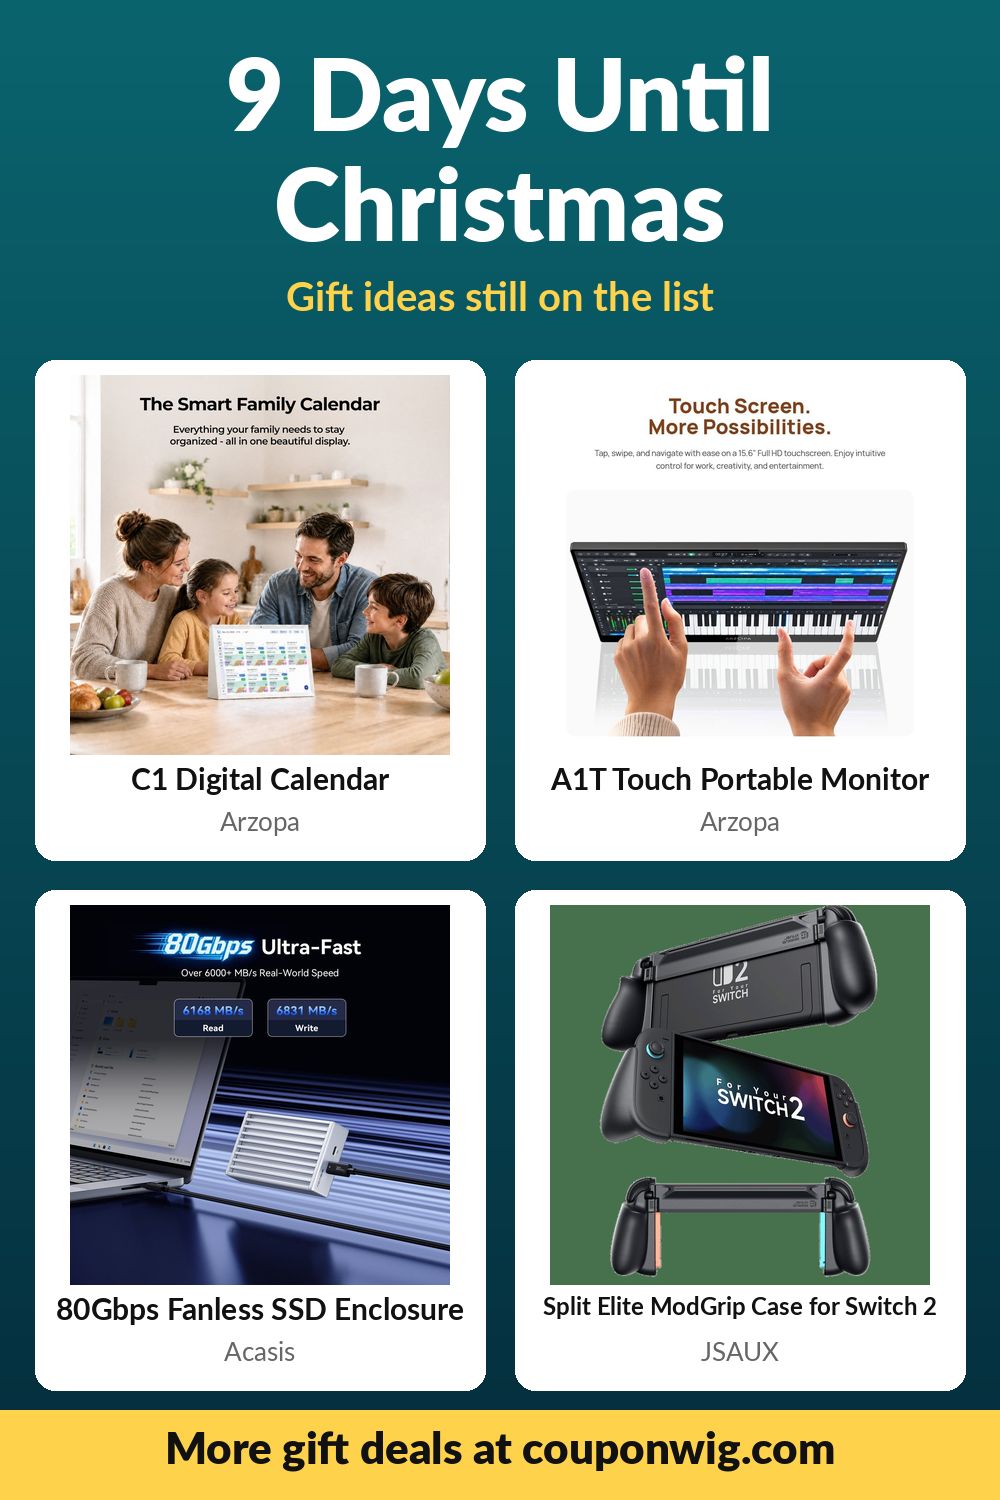 9 Days Until
Christmas
Gift ideas still on the list
The Smart Family Calendar
Everything your family needs to stay
organized - all in one beautiful display.
C1 Digital Calendar
Arzopa
Touch Screen.
More Possibilities.
Tap, swipe, and navigate with ease on a 15.6" Full HD touchscreen. Enjoy intuitive
control for work, creativity, and entertainment.
ARZOPA
A1T Touch Portable Monitor
Arzopa
80Gbps Ultra-Fast
Over 6000+ MB/s Real-World Speed
6168 MB/s
Read
6831 MB/s
Write
80Gbps Fanless SSD Enclosure
Acasis
For Your
SWITCH
For Your
SWITCH 2
Split Elite ModGrip Case for Switch 2
JSAUX
More gift deals at couponwig.com